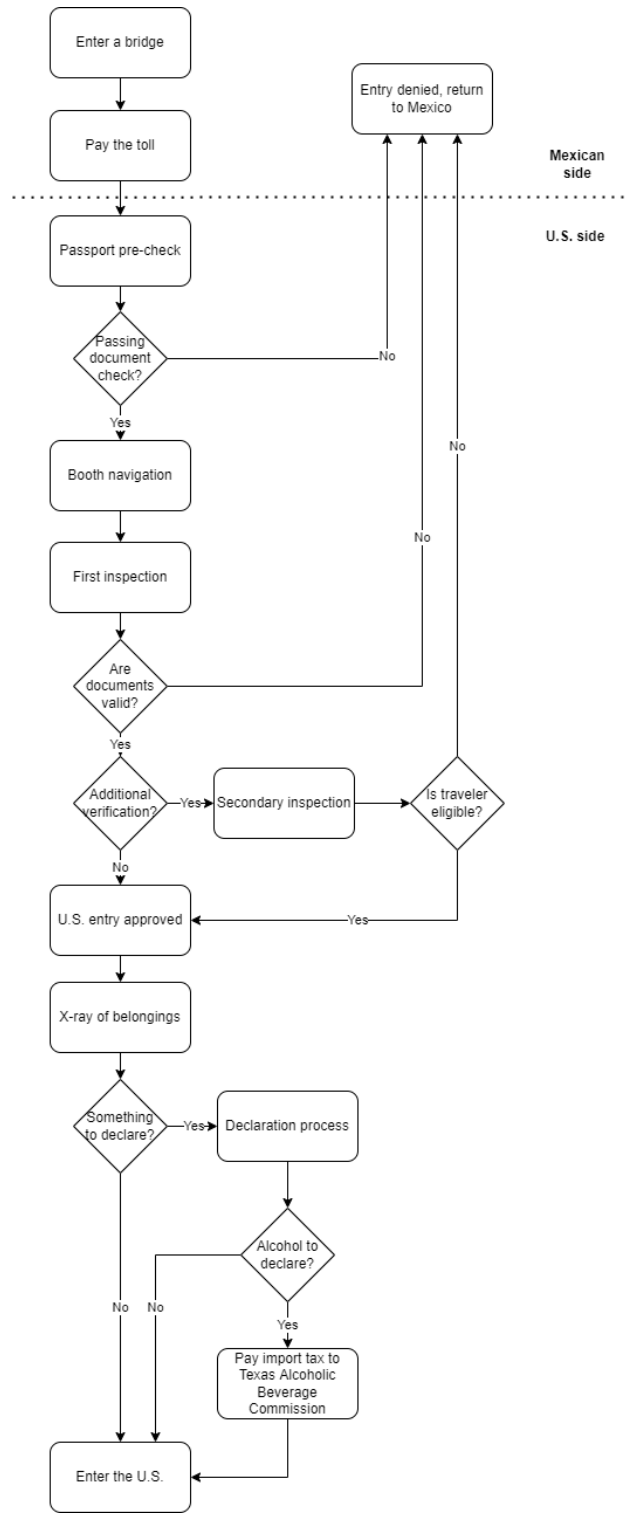 Enter a bridge
Entry denied, return
to Mexico
Pay the toll
Mexican
side
U.S. side
Passport pre-check
Passing
document
check?
No
Yes
No
Booth navigation
No
First inspection
Are
documents
valid?
Yes
Additional
verification?
Yes
Secondary inspection
Is traveler
eligible?
No
U.S. entry approved
Yes
X-ray of belongings
Something
to declare?
Yes
Declaration process
Alcohol to
declare?
No
No
Yes
Pay import tax to
Texas Alcoholic
Beverage
Commission
Enter the U.S.